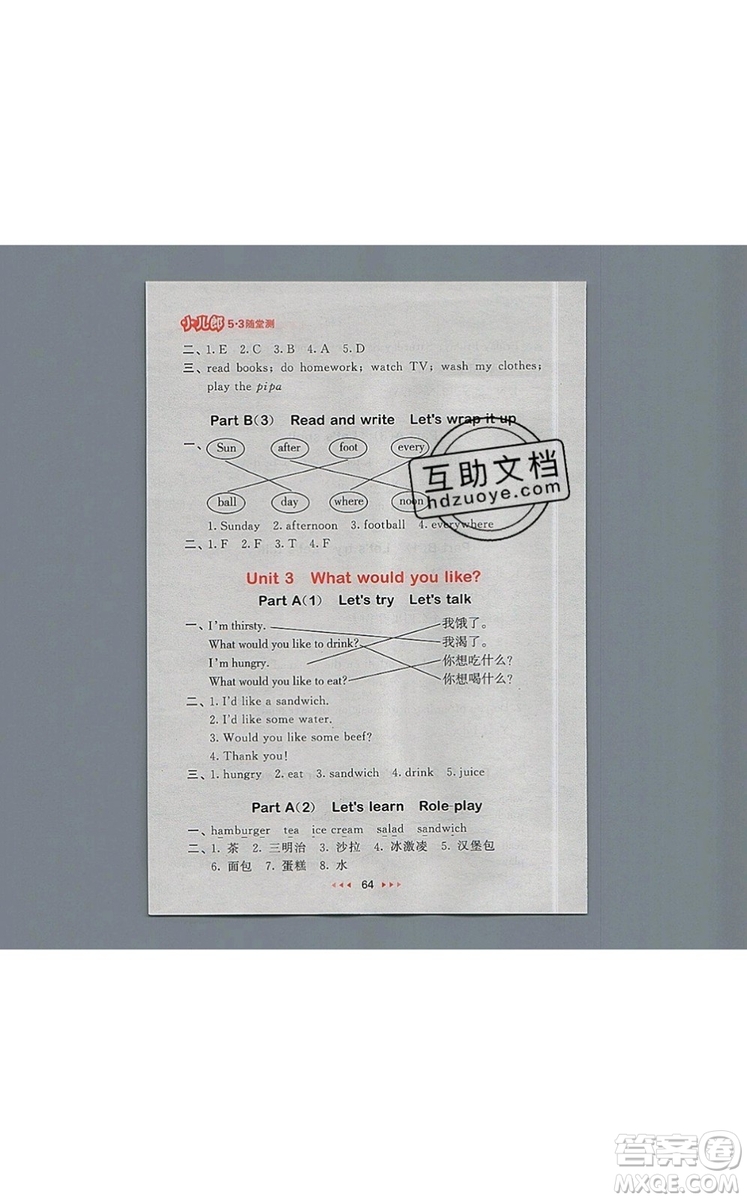 小儿郎 5·3随堂测
二、1. E 2. C 3. B 4. A 5. D
三、read books; do homework; watch TV; wash my clothes;
play the pipa
Part B(3) Read and write Let's wrap it up
一、Sun after foot every
ball day where noon
1. Sunday 2. afternoon 3. football 4. everywhere
二、1. F 2. F 3. T 4. F
Unit 3 What would you like?
Part A(1) Let's try Let's talk
一、I'm thirsty. 我饿了。
What would you like to drink? 我渴了。
I'm hungry. 你想吃什么?
What would you like to eat? 你想喝什么?
二、1. I'd like a sandwich.
2. I'd like some water.
3. Would you like some beef?
4. Thank you!
三、1. hungry 2. eat 3. sandwich 4. drink 5. juice
Part A(2) Let's learn Role play
一、hamburger tea ice cream salad sandwich
二、1. 茶 2. 三明治 3. 沙拉 4. 冰激凌 5. 汉堡包
6. 面包 7. 蛋糕 8. 水
64
互助文档
hdzuoye.com
答案圈
MXQE.COM